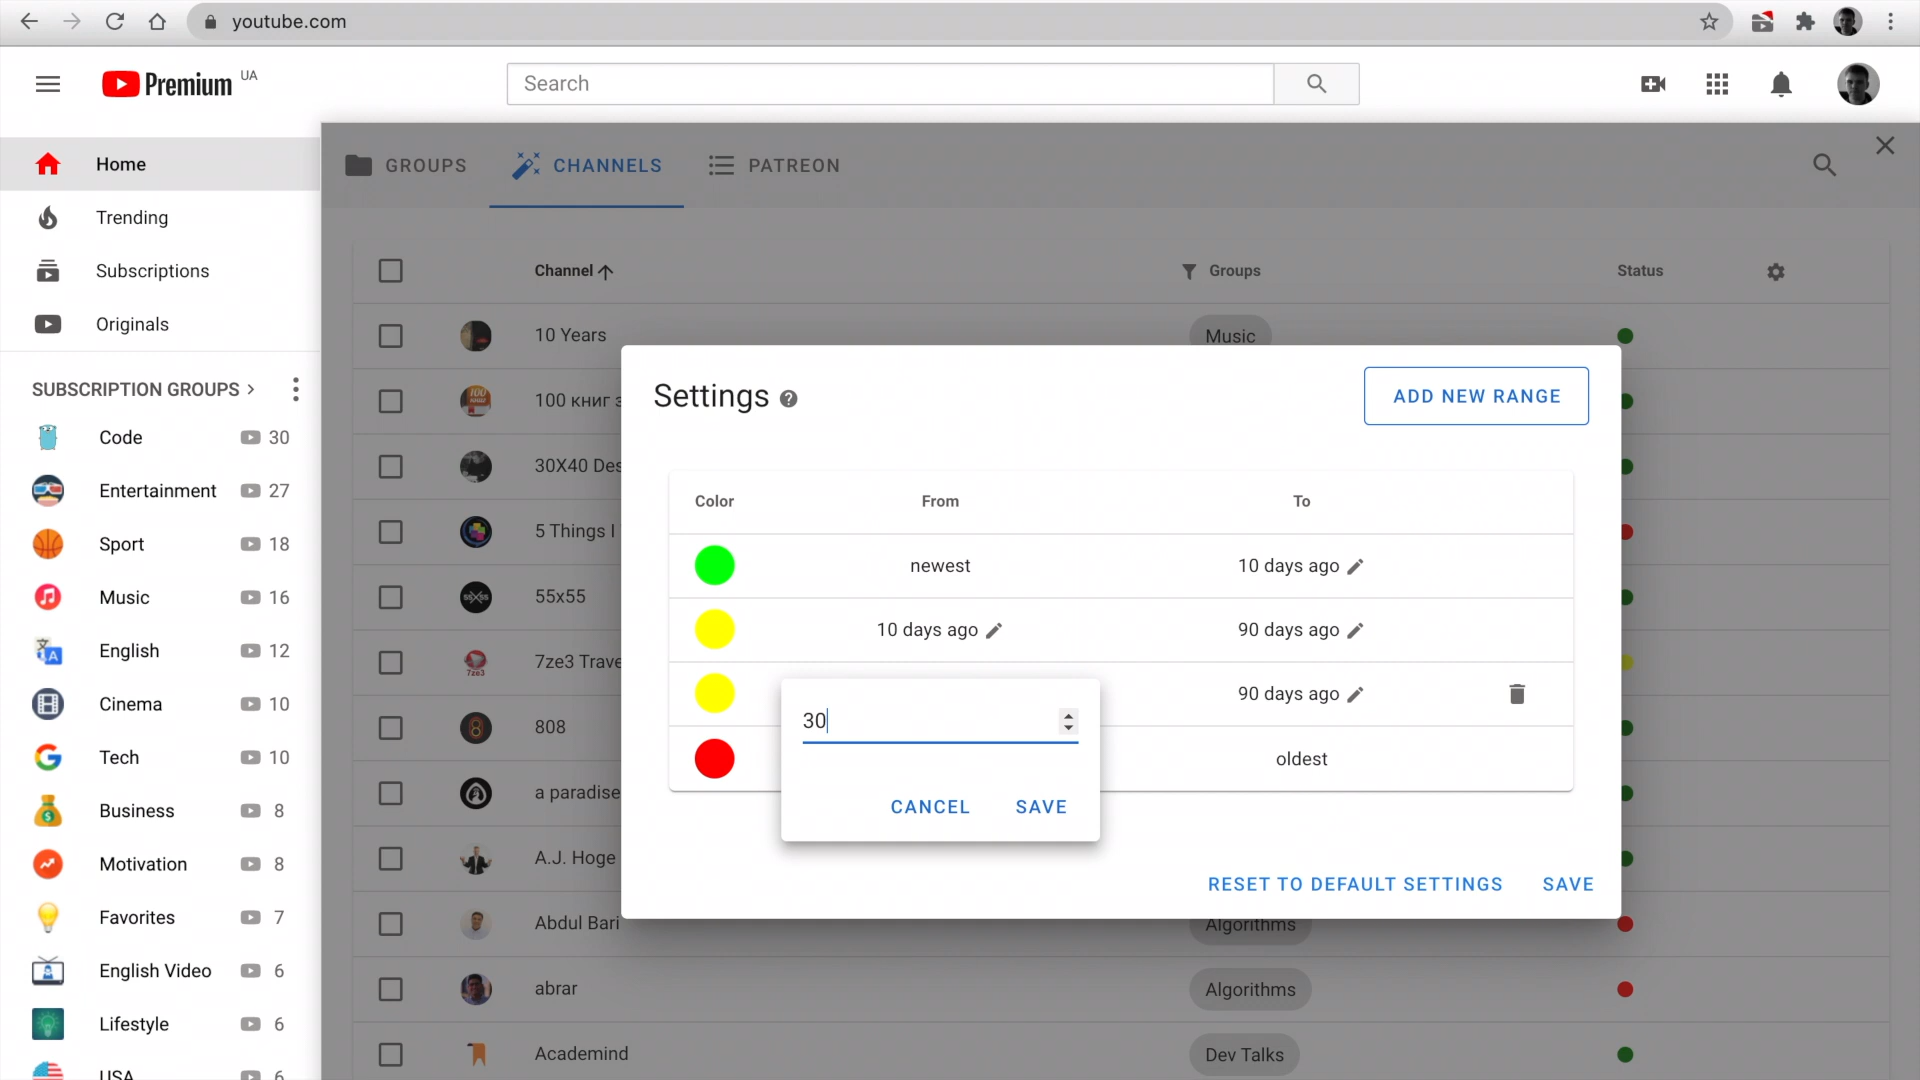 youtube.com
Premium UA
Search
Home
Trending
Subscriptions
Originals
SUBSCRIPTION GROUPS
Code 30
Entertainment 27
Sport 18
Music 16
English 12
Cinema 10
Tech 10
Business 8
Motivation 8
Favorites 7
English Video 6
Lifestyle 6
USA 6
GROUPS CHANNELS PATREON
Channel Groups Status
10 Years Music
100 книг
30X40 Des
5 Things I
55x55
7ze3 Trave
808
a paradise
A.J. Hoge
Abdul Bari Algorithms
abrar Algorithms
Academind Dev Talks
Settings
ADD NEW RANGE
Color From To
newest 10 days ago
10 days ago 90 days ago
90 days ago
oldest
30
CANCEL SAVE
RESET TO DEFAULT SETTINGS SAVE